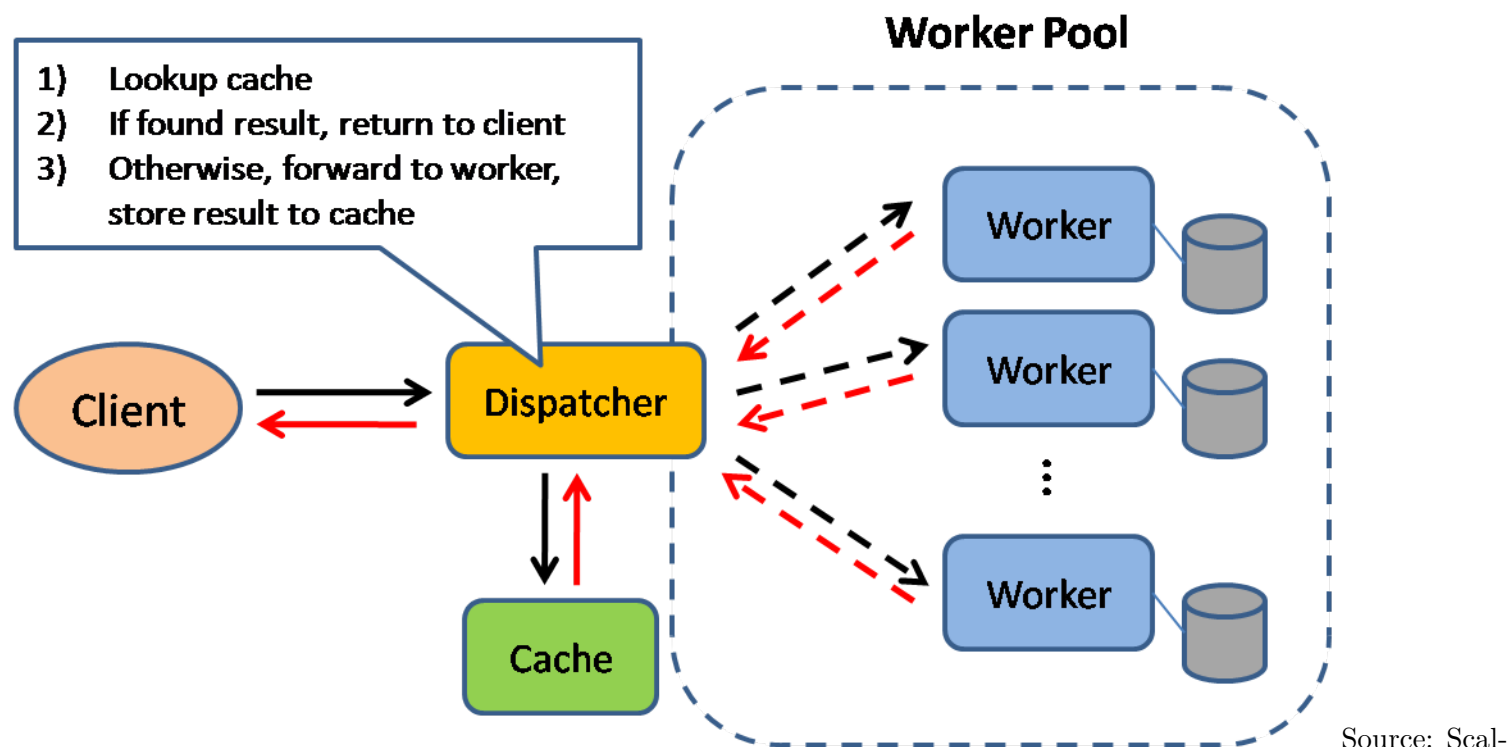 Worker Pool
1) Lookup cache
2) If found result, return to client
3) Otherwise, forward to worker,
store result to cache
Worker
Worker
Client
Dispatcher
Worker
Cache
Source: Scal-